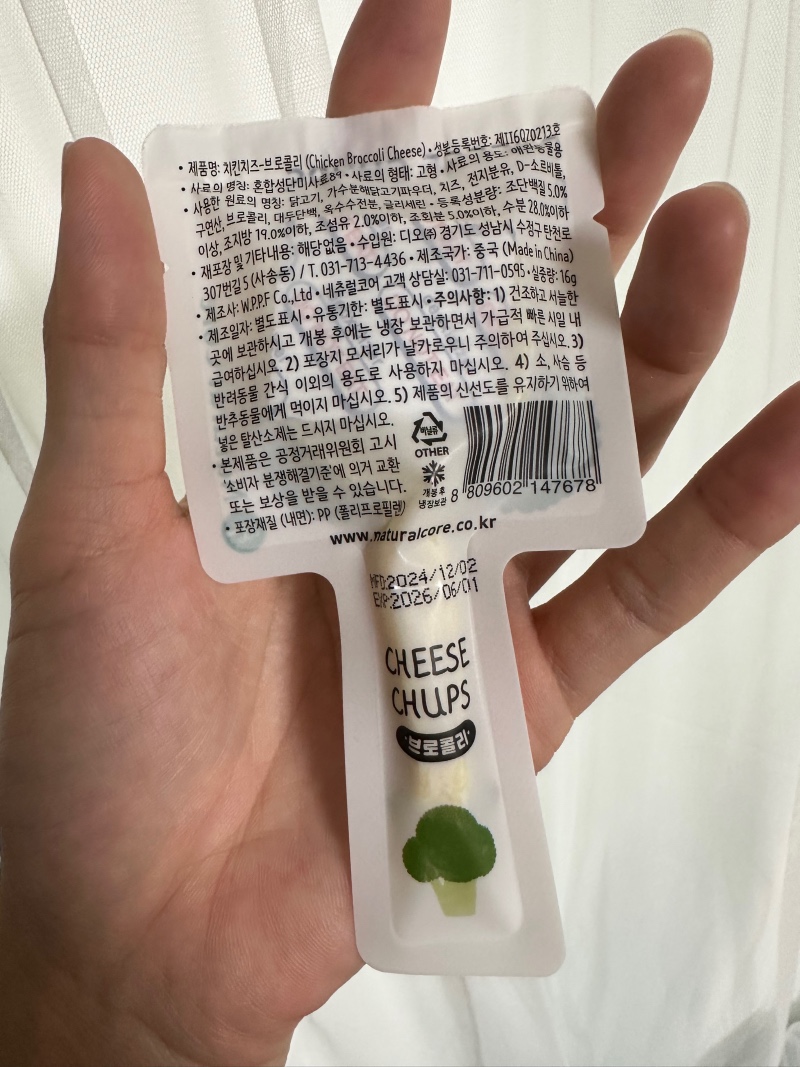 • 제품명: 치킨치즈-브로콜리 (Chicken Broccoli Cheese) • 성분등록번호: 제II6QZ0213호
• 사료의 명칭: 혼합성단미사료89 • 사료의 형태: 고형 • 사료의 용도: 애완동물용
• 사용한 원료의 명칭: 닭고기, 가수분해닭고기파우더, 치즈, 전지분유, D-소르비톨,
구연산, 브로콜리, 대두단백, 옥수수전분, 글리세린 • 등록성분량: 조단백질 5.0%
이상, 조지방 19.0%이하, 조섬유 2.0%이하, 조회분 5.0%이하, 수분 28.0%이하
• 재포장 및 기타내용: 해당없음 • 수입원: 디오㈜ 경기도 성남시 수정구 탄천로
307번길 5 (사송동) / T. 031-713-4436 • 제조국가: 중국 (Made in China)
• 제조사: W.P.P.F Co.,Ltd • 네츄럴코어 고객 상담실: 031-711-0595 • 실중량: 16g
• 제조일자: 별도표시 • 유통기한: 별도표시 • 주의사항: 1) 건조하고 서늘한
곳에 보관하시고 개봉 후에는 냉장 보관하면서 가급적 빠른 시일 내
급여하십시오. 2) 포장지 모서리가 날카로우니 주의하여 주십시오. 3)
반려동물 간식 이외의 용도로 사용하지 마십시오. 4) 소, 사슴 등
반추동물에게 먹이지 마십시오. 5) 제품의 신선도를 유지하기 위하여
넣은 탈산소제는 드시지 마십시오.
• 본제품은 공정거래위원회 고시
'소비자 분쟁해결기준'에 의거 교환
또는 보상을 받을 수 있습니다.
• 포장재질 (내면): PP (폴리프로필렌)
비닐류
OTHER
개봉 후
냉장보관
8 809602 147678
www.naturalcore.co.kr
MFD:2024/12/02
EXP:2026/06/01
CHEESE
CHUPS
·브로콜리·